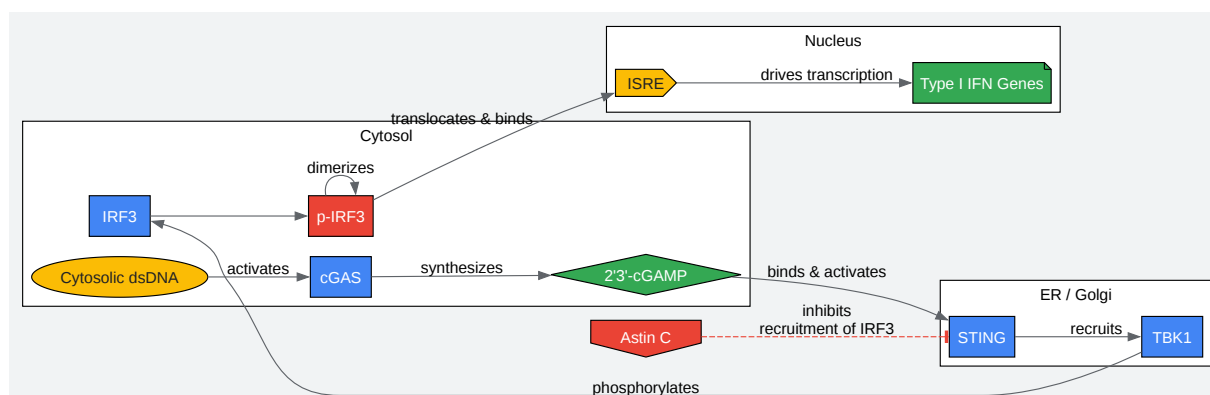 Nucleus
ISRE
drives transcription
Type I IFN Genes
translocates & binds
Cytosol
dimerizes
IRF3
p-IRF3
Cytosolic dsDNA
activates
cGAS
synthesizes
2'3'-cGAMP
binds & activates
ER / Golgi
inhibits
recruitment of IRF3
Astin C
STING
recruits
TBK1
phosphorylates